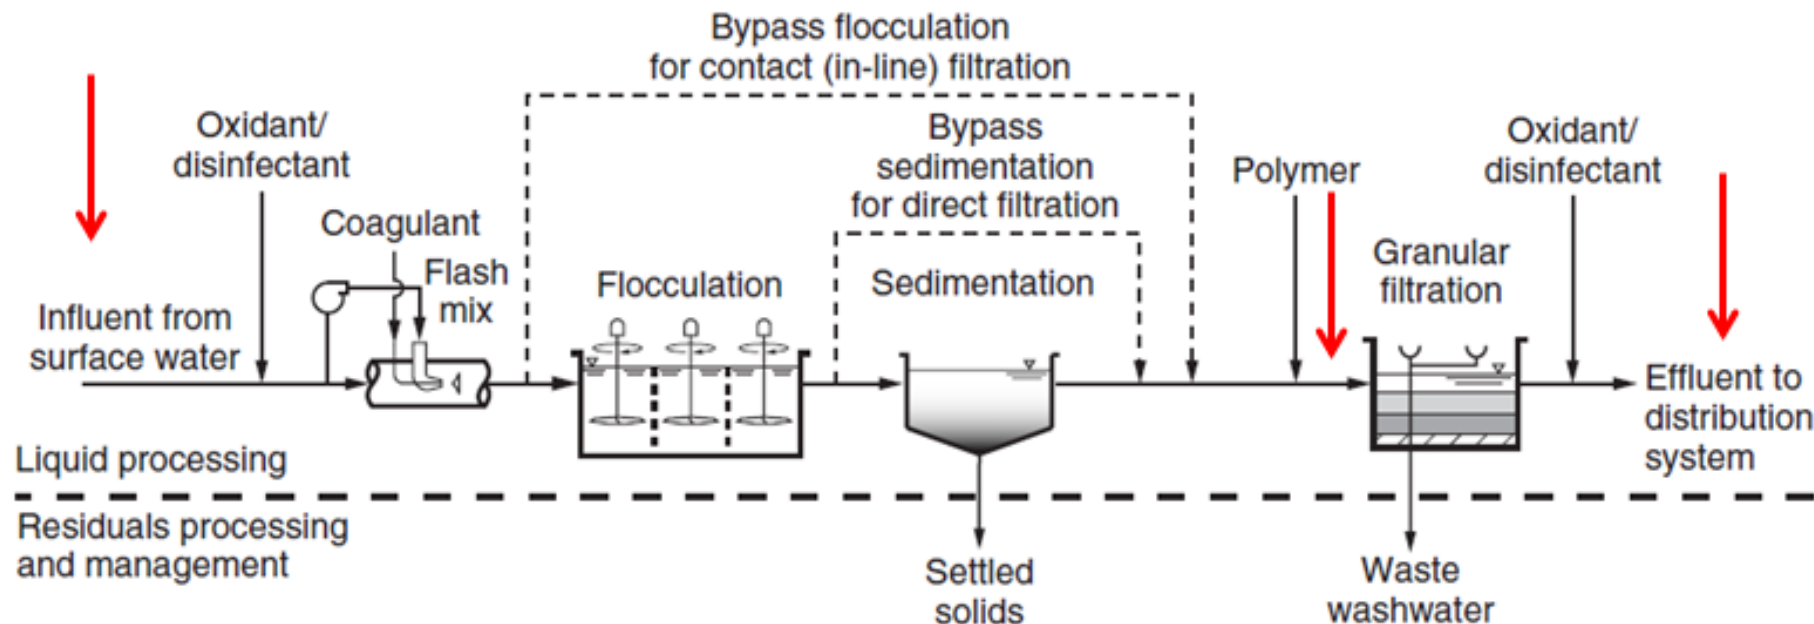 Bypass flocculation
for contact (in-line) filtration
Oxidant/
disinfectant
Bypass
sedimentation
for direct filtration
Polymer
Oxidant/
disinfectant
Coagulant
Flash
mix
Flocculation
Sedimentation
Granular
filtration
Influent from
surface water
Effluent to
distribution
system
Liquid processing
Residuals processing
and management
Settled
solids
Waste
washwater